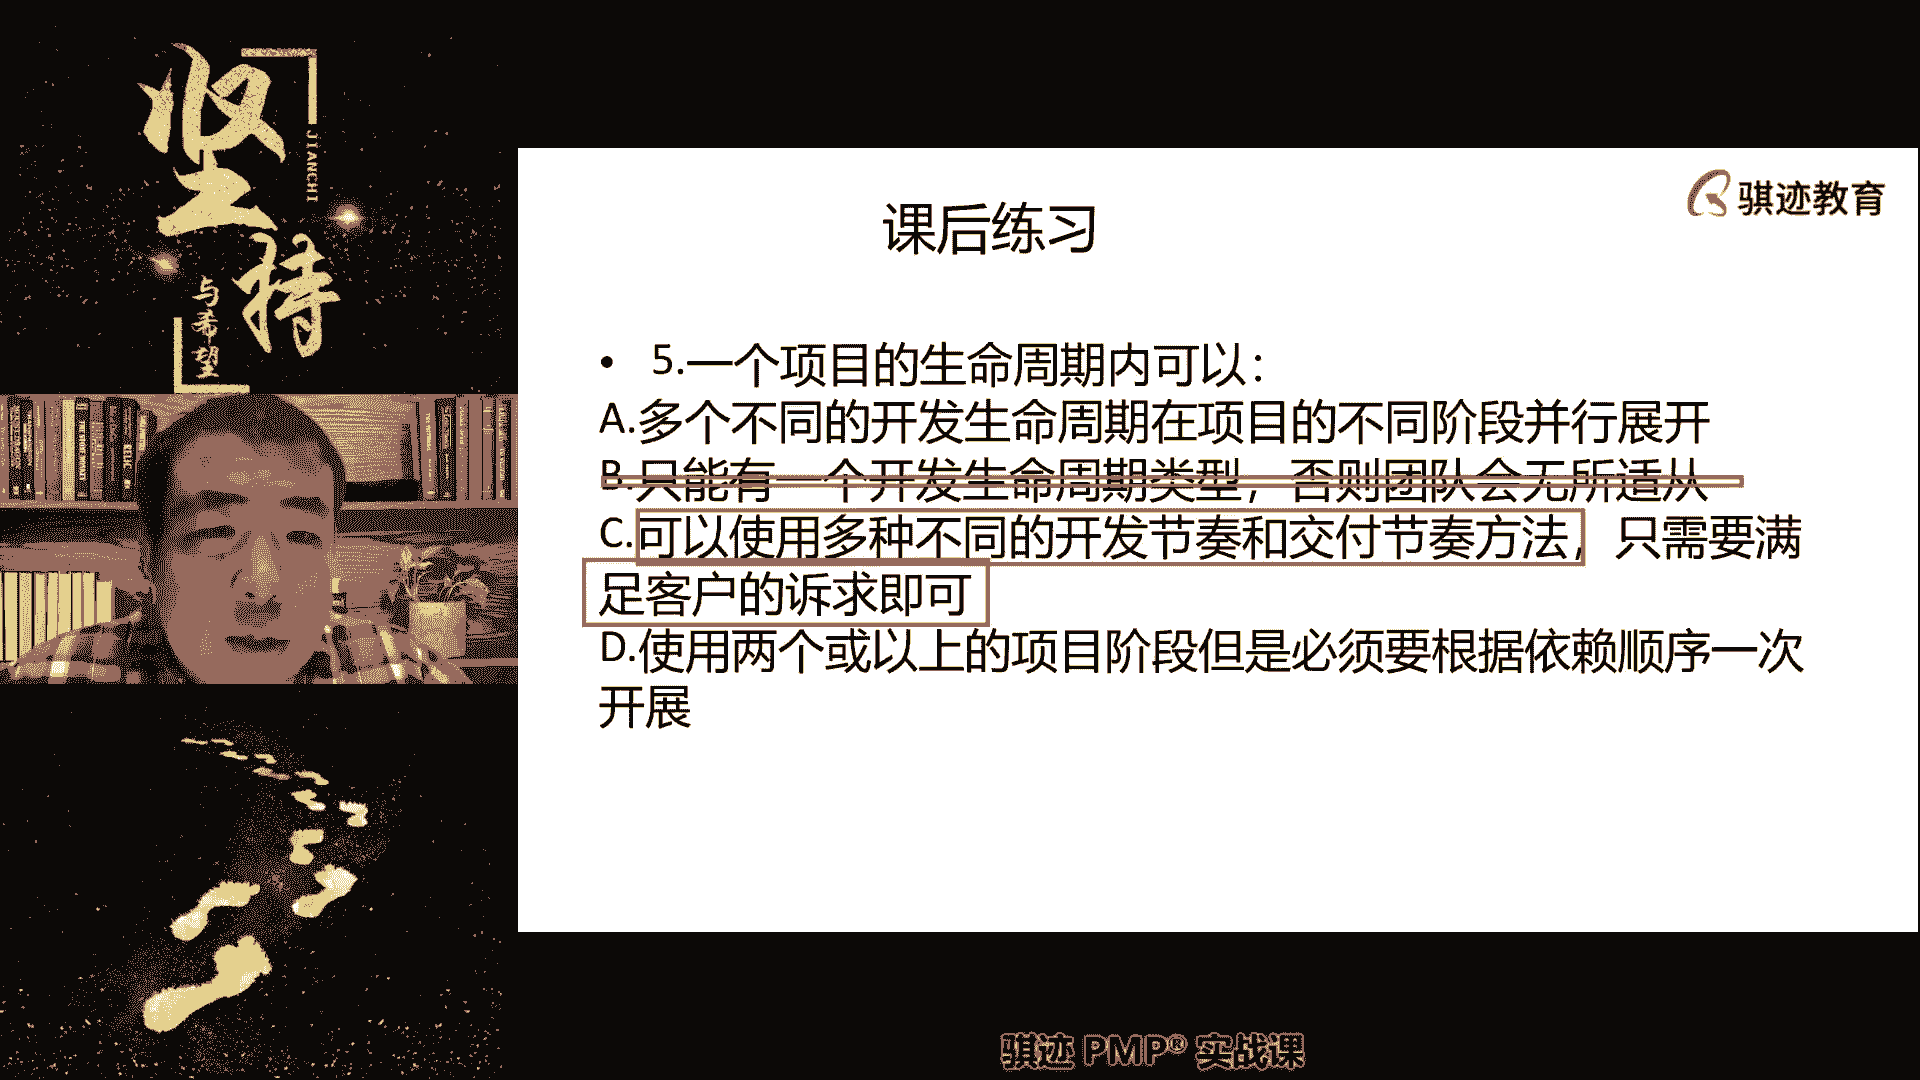 坚持
JIANCHI
与希望
骐迹教育
课后练习
• 5.一个项目的生命周期内可以：
A.多个不同的开发生命周期在项目的不同阶段并行展开
B.只能有一个开发生命周期类型，否则团队会无所适从
C.可以使用多种不同的开发节奏和交付节奏方法，只需要满
足客户的诉求即可
D.使用两个或以上的项目阶段但是必须要根据依赖顺序一次
开展
骐迹 PMP® 实战课